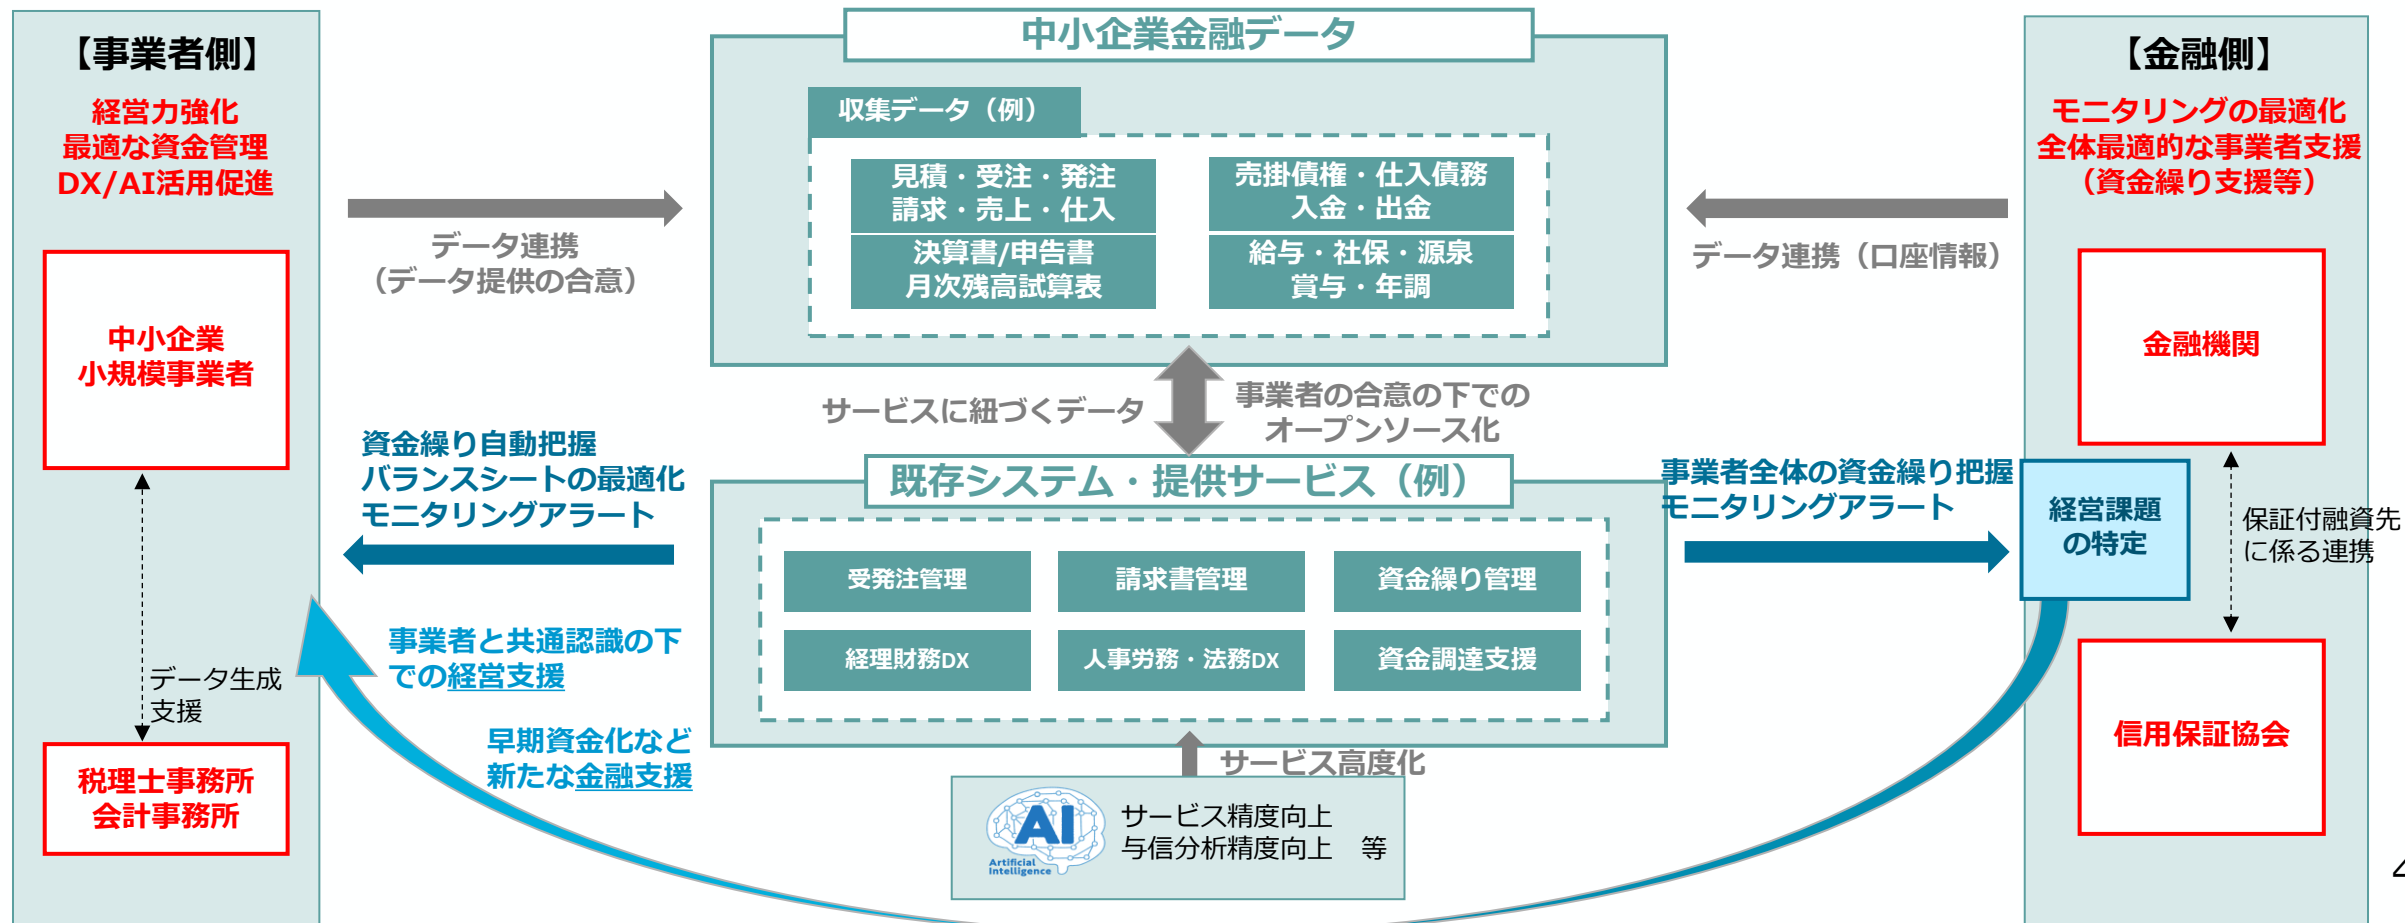 【事業者側】
経営力強化
最適な資金管理
DX/AI活用促進
中小企業
小規模事業者
データ生成
支援
税理士事務所
会計事務所
データ連携
（データ提供の合意）
中小企業金融データ
収集データ（例）
見積・受注・発注
請求・売上・仕入
売掛債権・仕入債務
入金・出金
決算書/申告書
月次残高試算表
給与・社保・源泉
賞与・年調
データ連携（口座情報）
サービスに紐づくデータ
事業者の合意の下での
オープンソース化
資金繰り自動把握
バランスシートの最適化
モニタリングアラート
既存システム・提供サービス（例）
受発注管理
請求書管理
資金繰り管理
経理財務DX
人事労務・法務DX
資金調達支援
事業者全体の資金繰り把握
モニタリングアラート
事業者と共通認識の下
での経営支援
早期資金化など
新たな金融支援
サービス高度化
AI
Artificial
Intelligence
サービス精度向上
与信分析精度向上　等
【金融側】
モニタリングの最適化
全体最適的な事業者支援
（資金繰り支援等）
金融機関
経営課題
の特定
保証付融資先
に係る連携
信用保証協会